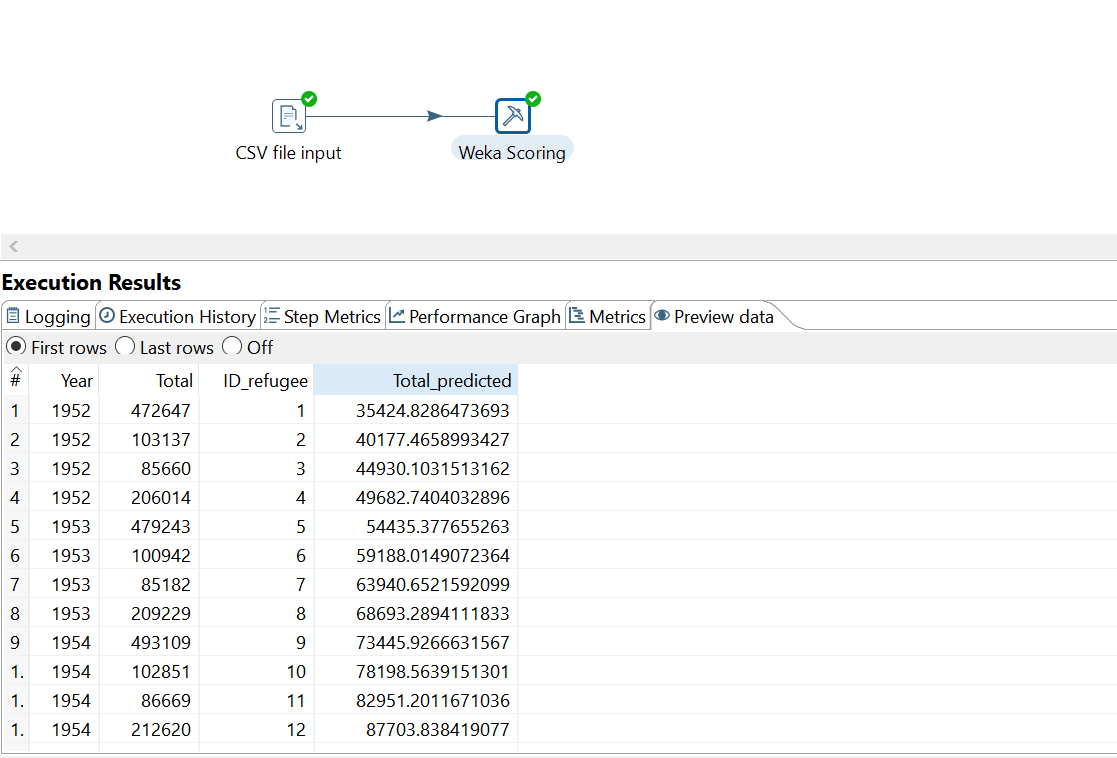 CSV file input Weka Scoring
Execution Results
Logging Execution History Step Metrics Performance Graph Metrics Preview data
First rows Last rows Off
# Year Total ID_refugee Total_predicted
1 1952 472647 1 35424.8286473693
2 1952 103137 2 40177.4658993427
3 1952 85660 3 44930.1031513162
4 1952 206014 4 49682.7404032896
5 1953 479243 5 54435.377655263
6 1953 100942 6 59188.0149072364
7 1953 85182 7 63940.6521592099
8 1953 209229 8 68693.2894111833
9 1954 493109 9 73445.9266631567
1. 1954 102851 10 78198.5639151301
1. 1954 86669 11 82951.2011671036
1. 1954 212620 12 87703.838419077